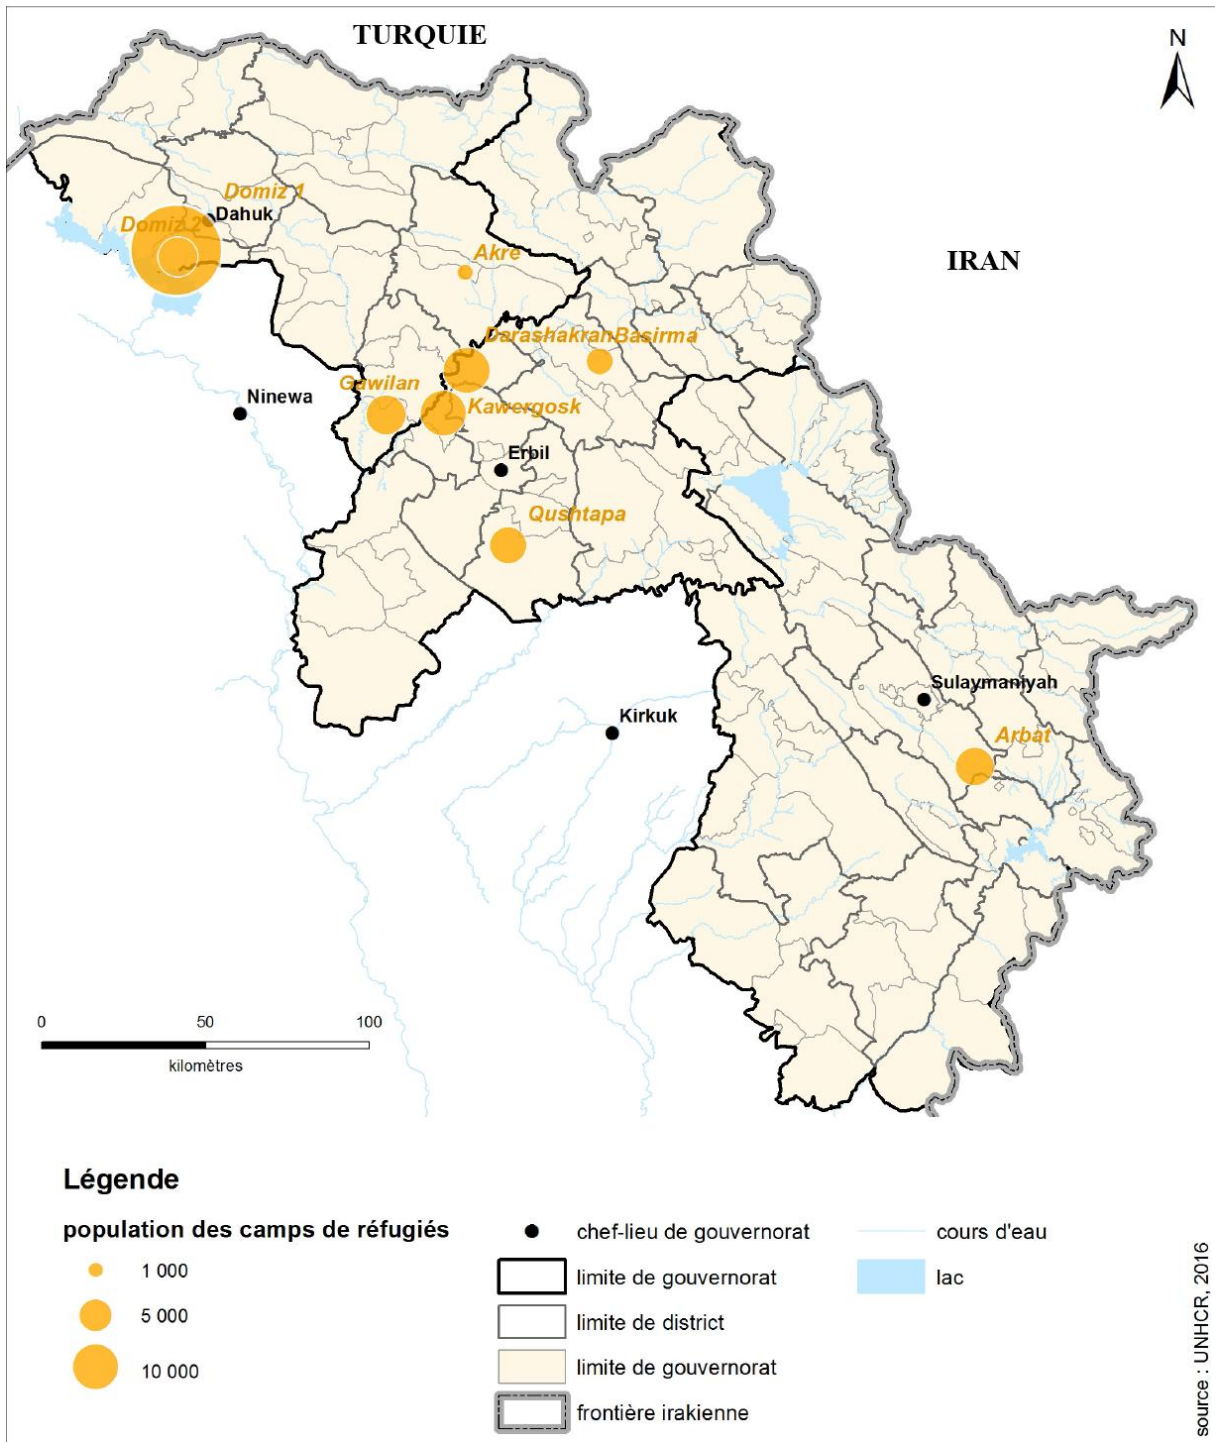 TURQUIE
N
IRAN
Domiz 1
Dahuk
Domiz 2
Akre
Darashakran
Basirma
Gawilan
Ninewa
Kawergosk
Erbil
Qushtapa
Sulaymaniyah
Kirkuk
Arbat
0 50 100
kilomètres
Légende
population des camps de réfugiés
1 000
5 000
10 000
chef-lieu de gouvernorat
limite de gouvernorat
limite de district
limite de gouvernorat
frontière irakienne
cours d'eau
lac
source : UNHCR, 2016